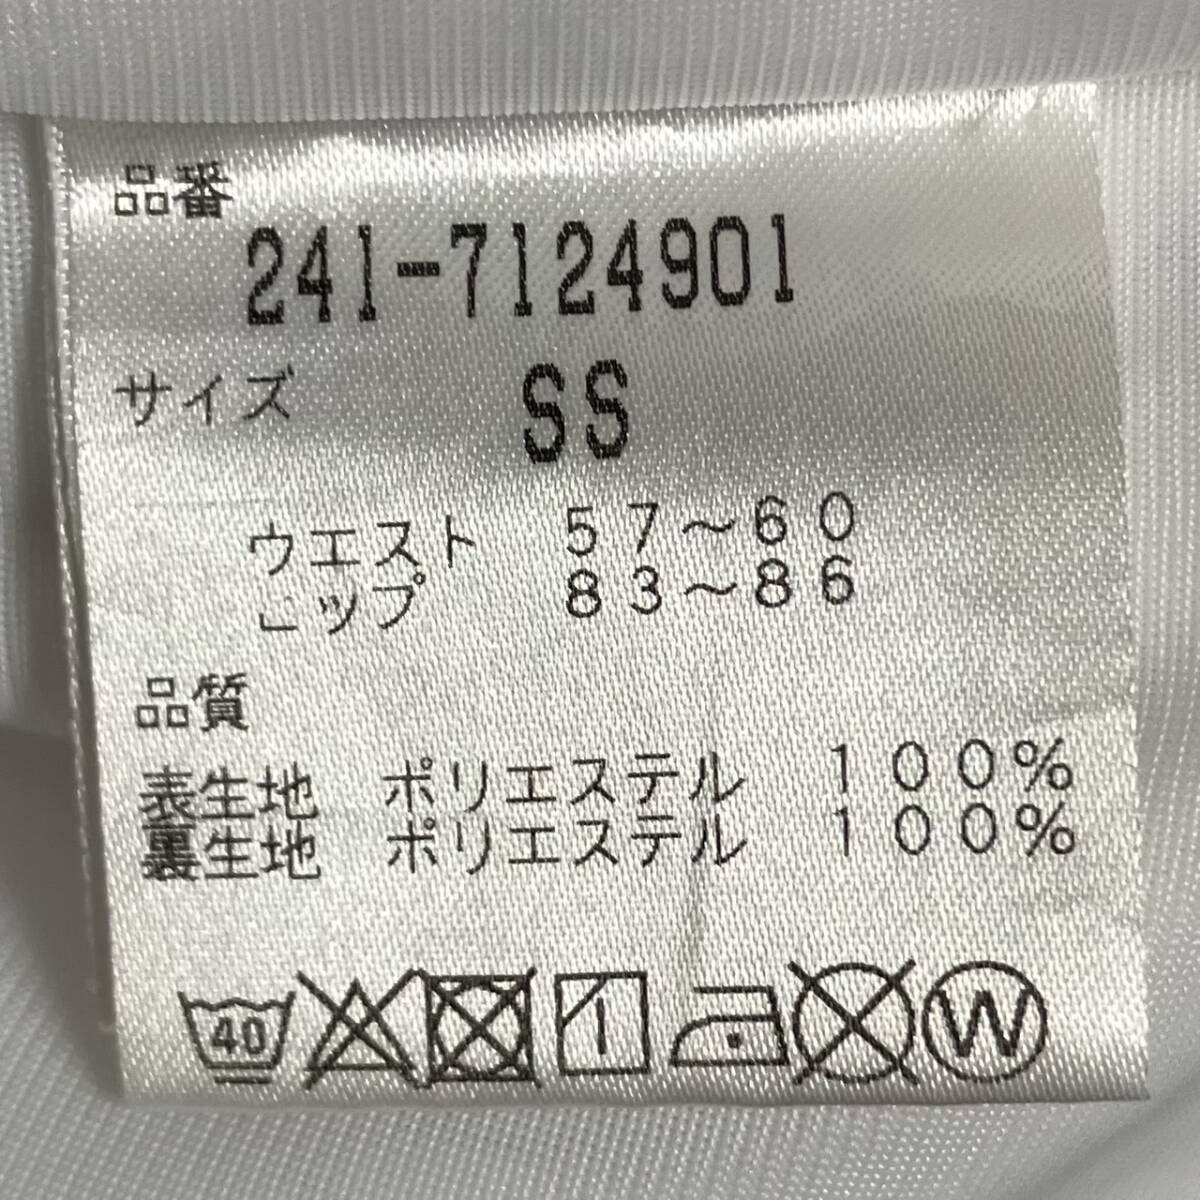 品番
241-7124901
サイズ SS
ウエスト 57～60
ヒップ 83～86
品質
表生地 ポリエステル 100%
裏生地 ポリエステル 100%
40 W